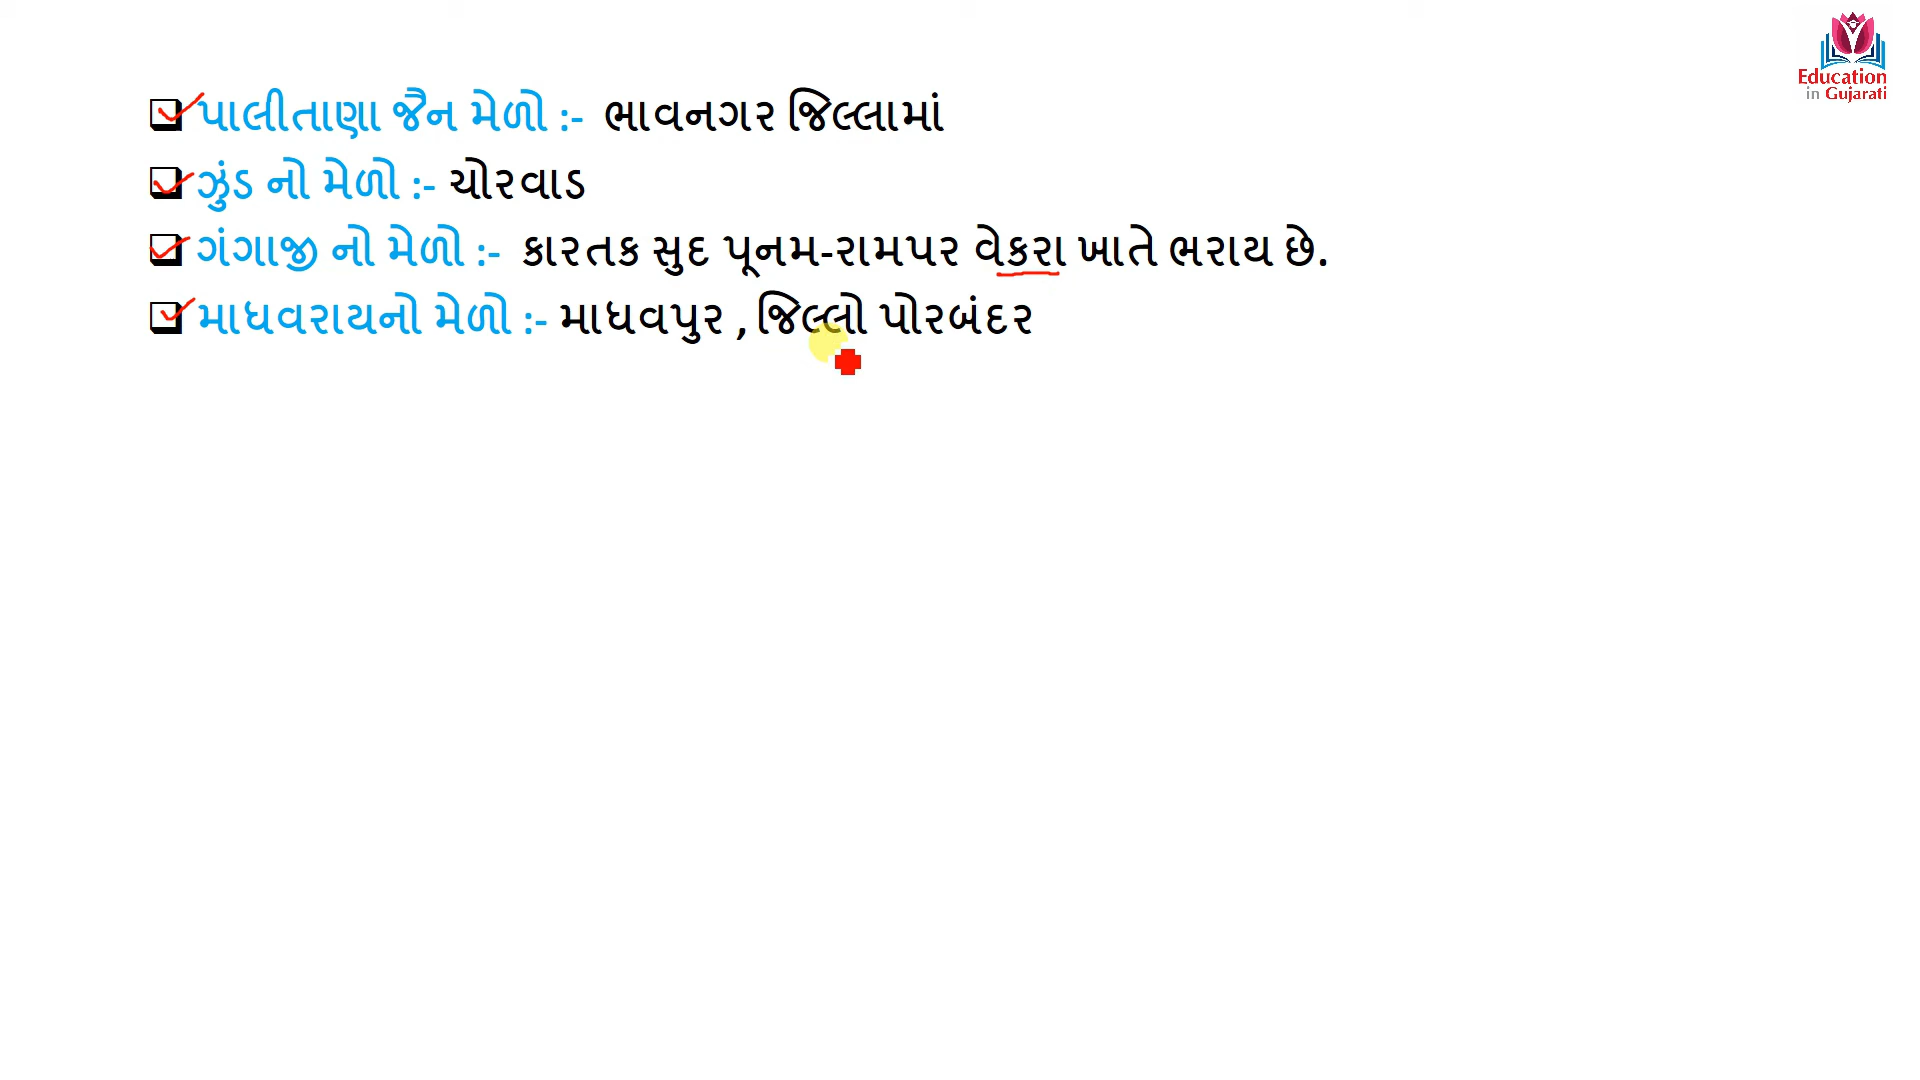 Education
in Gujarati
પાલીતાણા જૈન મેળો :- ભાવનગર જિલ્લામાં
ઝુંડ નો મેળો :- ચોરવાડ
ગંગાજી નો મેળો :- કારતક સુદ પૂનમ-રામપર વેકરા ખાતે ભરાય છે.
માધવરાયનો મેળો :- માધવપુર , જિલ્લો પોરબંદર